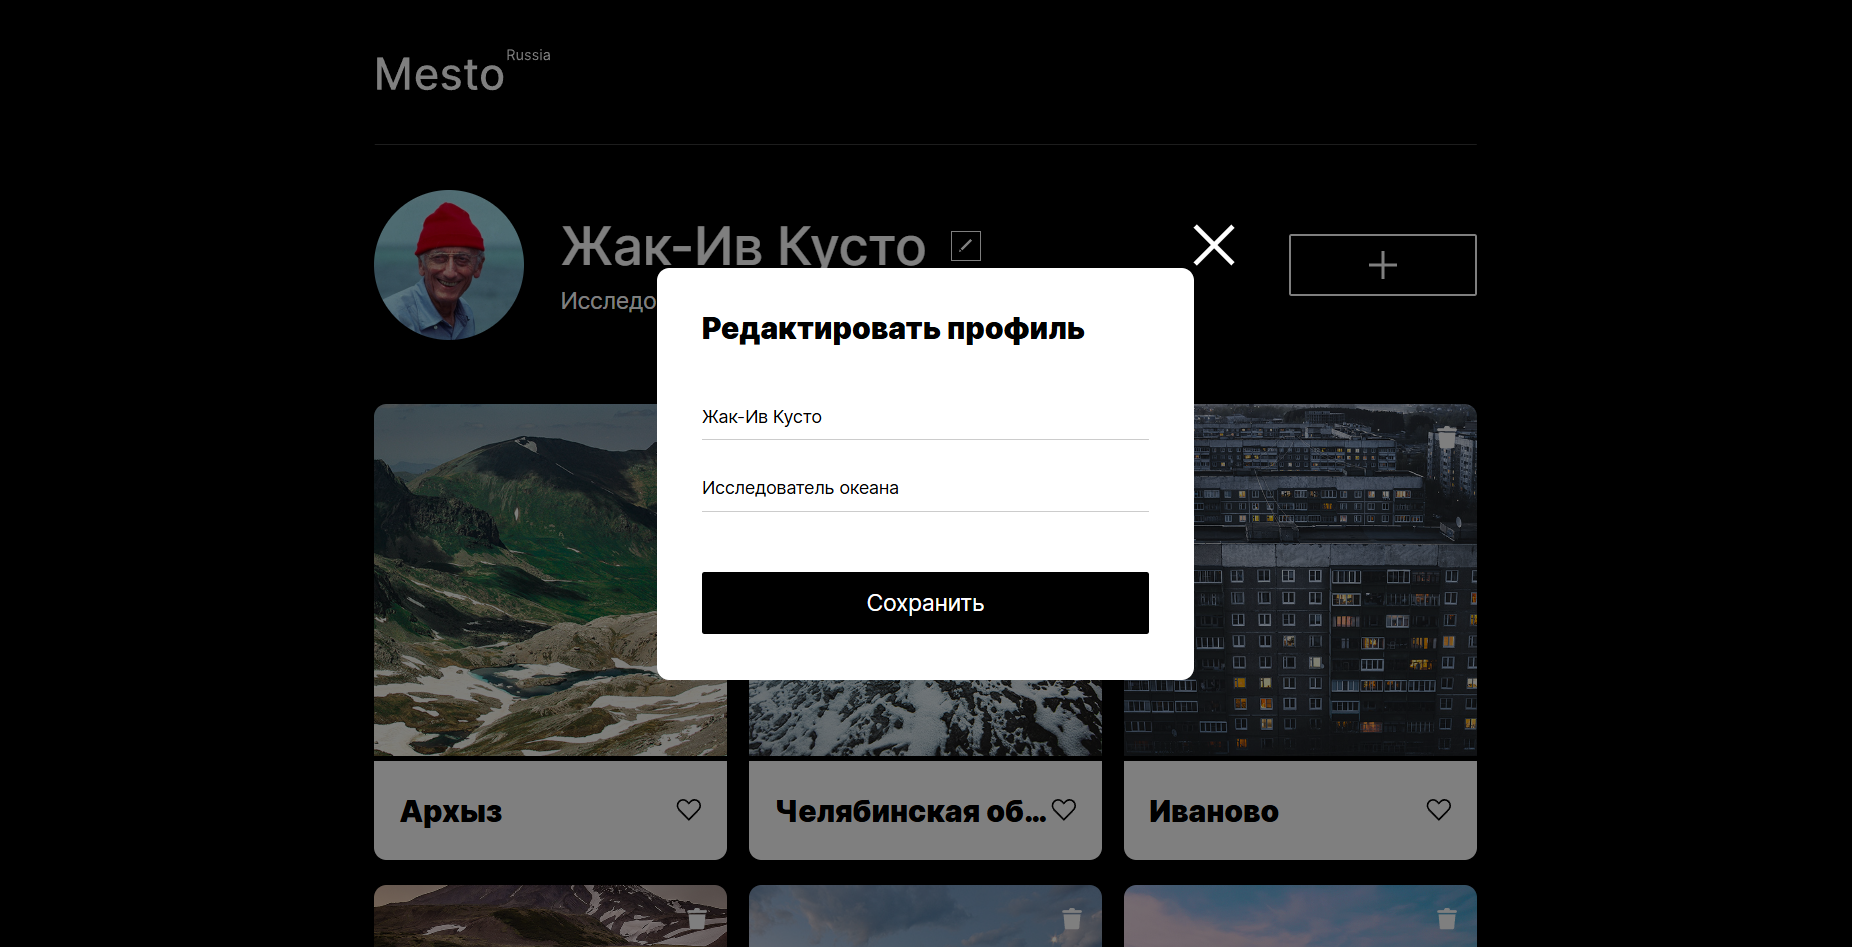 Mesto Russia
Жак-Ив Кусто
Исследо
Редактировать профиль
Жак-Ив Кусто
Исследователь океана
Сохранить
Архыз
Челябинская об...
Иваново